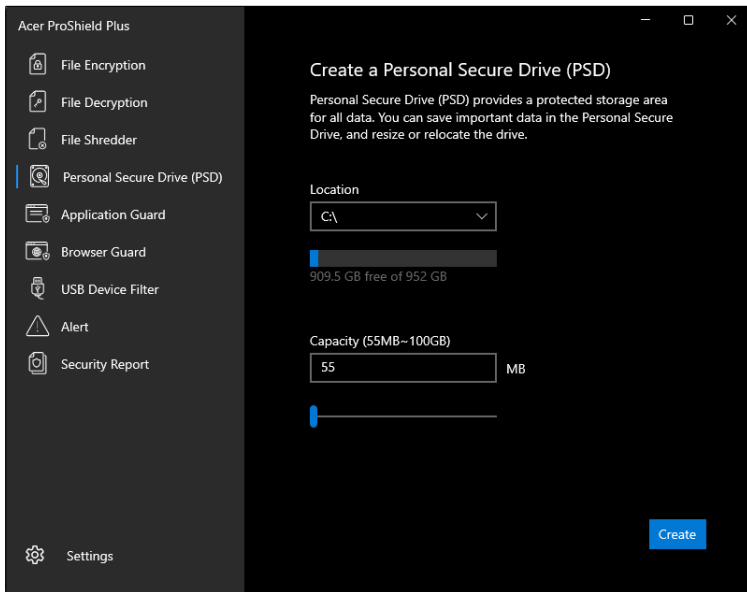 Acer ProShield Plus
File Encryption
File Decryption
File Shredder
Personal Secure Drive (PSD)
Application Guard
Browser Guard
USB Device Filter
Alert
Security Report
Settings
Create a Personal Secure Drive (PSD)
Personal Secure Drive (PSD) provides a protected storage area
for all data. You can save important data in the Personal Secure
Drive, and resize or relocate the drive.
Location
C:\
909.5 GB free of 952 GB
Capacity (55MB~100GB)
55 MB
Create